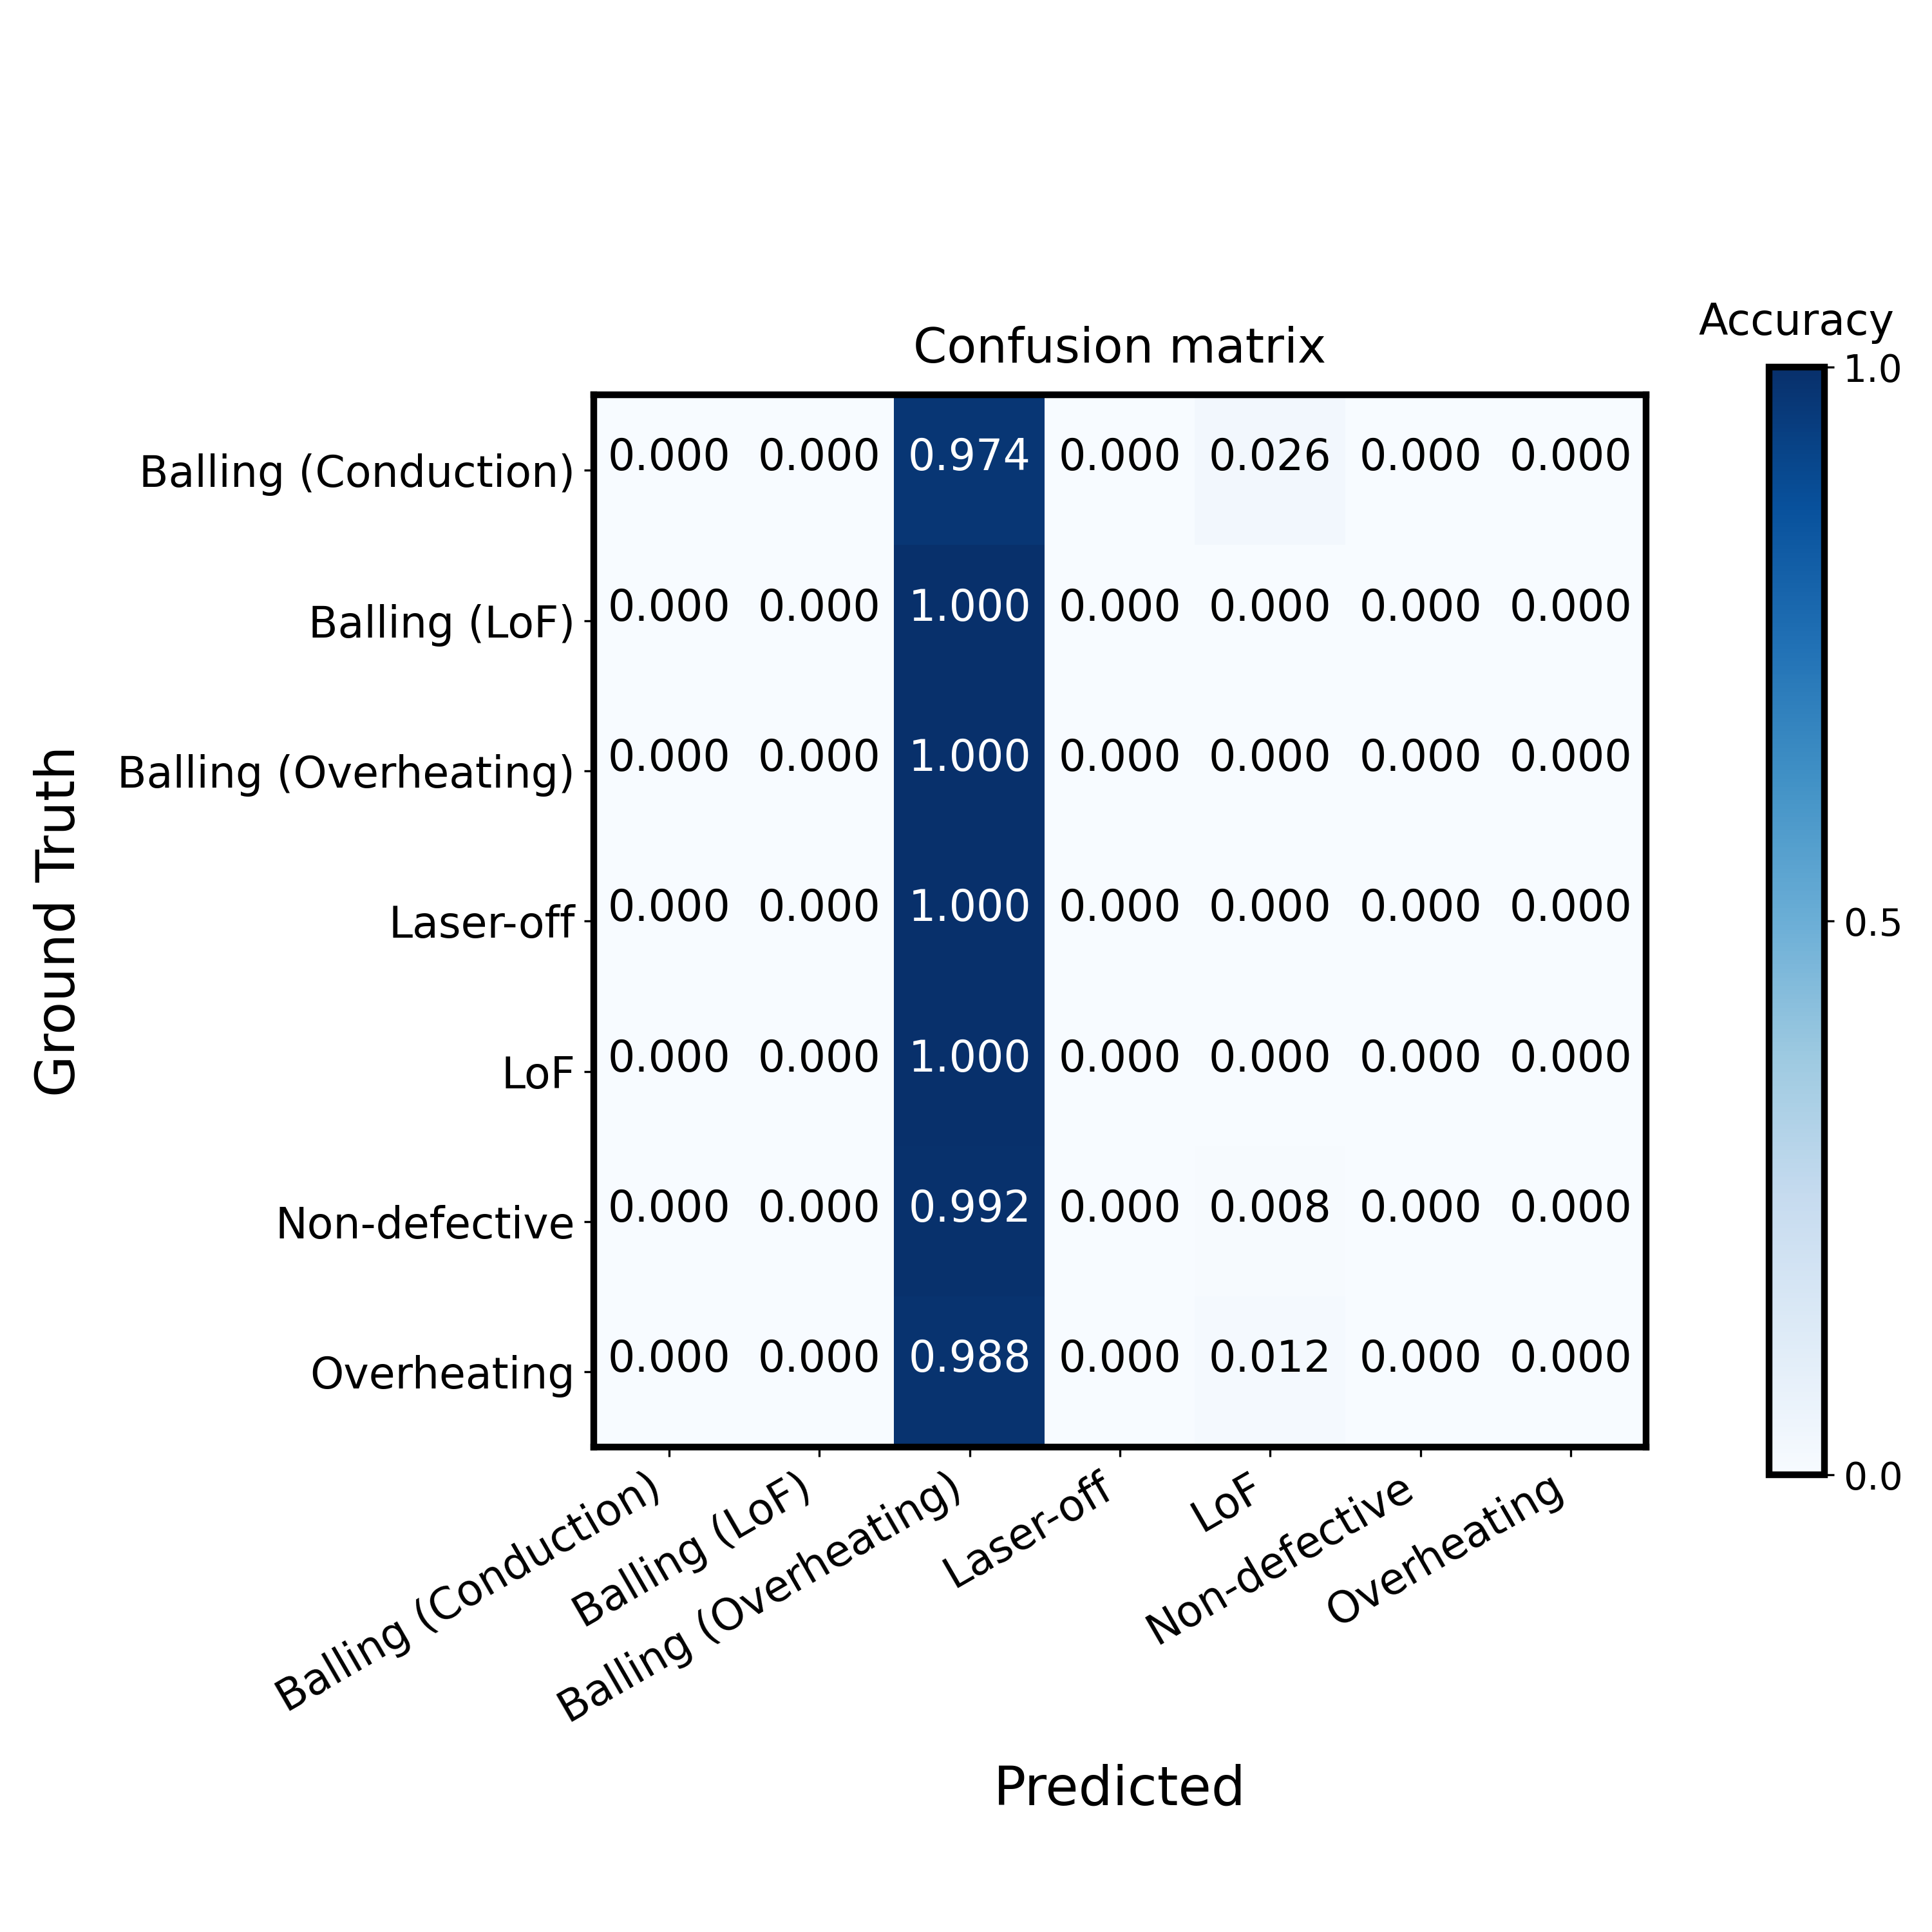 Accuracy
Confusion matrix
1.0
0.5
0.0
Ground Truth
Balling (Conduction) 0.000 0.000 0.974 0.000 0.026 0.000 0.000
Balling (LoF) 0.000 0.000 1.000 0.000 0.000 0.000 0.000
Balling (Overheating) 0.000 0.000 1.000 0.000 0.000 0.000 0.000
Laser-off 0.000 0.000 1.000 0.000 0.000 0.000 0.000
LoF 0.000 0.000 1.000 0.000 0.000 0.000 0.000
Non-defective 0.000 0.000 0.992 0.000 0.008 0.000 0.000
Overheating 0.000 0.000 0.988 0.000 0.012 0.000 0.000
Balling (Conduction)
Balling (LoF)
Balling (Overheating)
Laser-off
LoF
Non-defective
Overheating
Predicted